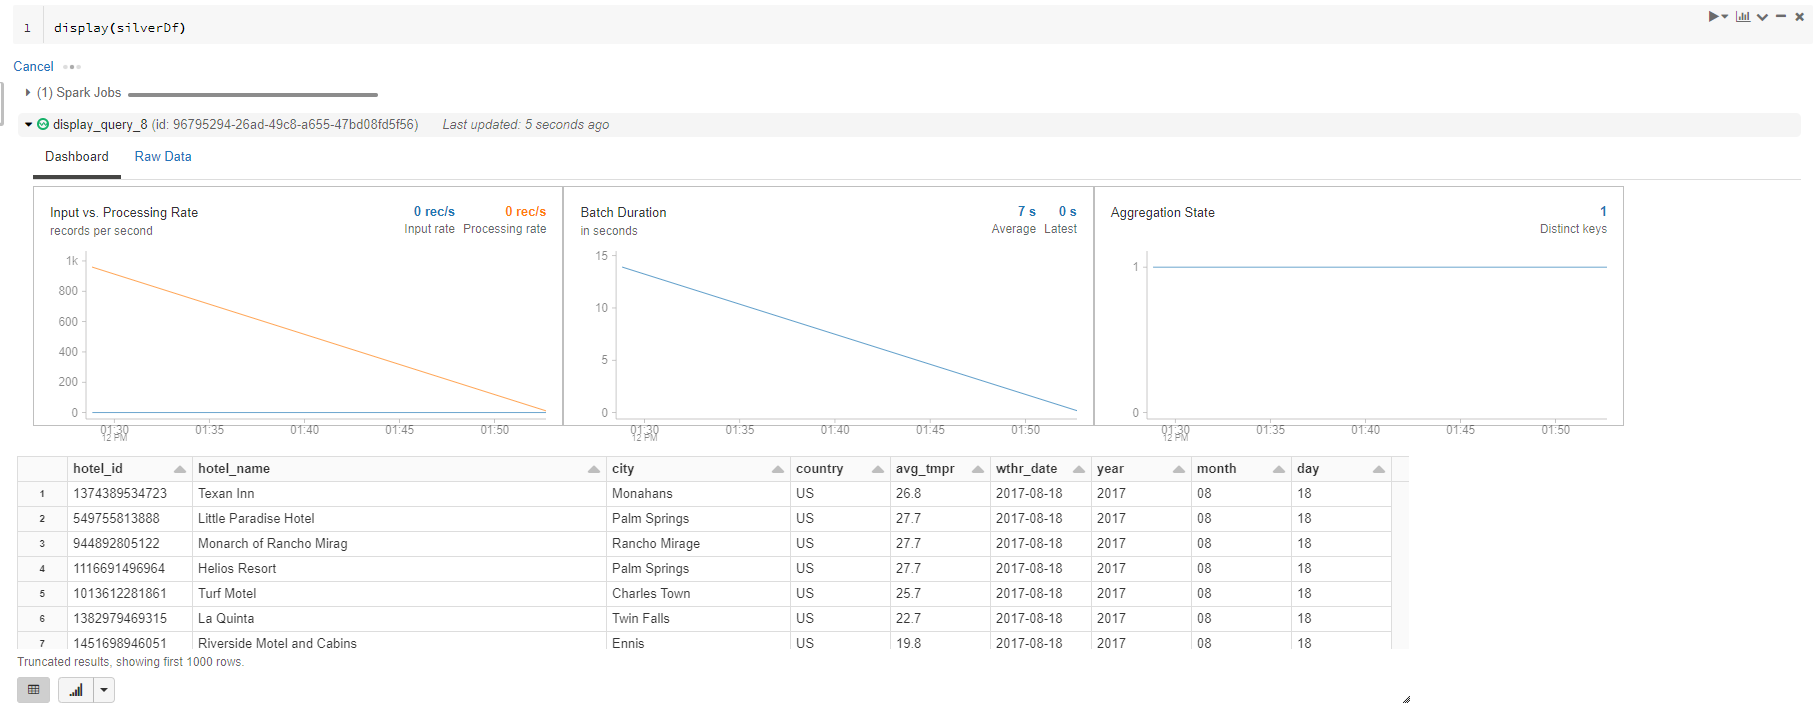 1 display(silverDf)
Cancel
(1) Spark Jobs
display_query_8 (id: 96795294-26ad-49c8-a655-47bd08fd5f56) Last updated: 5 seconds ago
Dashboard Raw Data
Input vs. Processing Rate 0 rec/s 0 rec/s
records per second Input rate Processing rate
1k
800
600
400
200
0
01:30 01:35 01:40 01:45 01:50
12 PM
Batch Duration 7 s 0 s
in seconds Average Latest
15
10
5
0
01:30 01:35 01:40 01:45 01:50
12 PM
Aggregation State 1
Distinct keys
1
0
01:30 01:35 01:40 01:45 01:50
12 PM
hotel_id hotel_name city country avg_tmpr wthr_date year month day
1 1374389534723 Texan Inn Monahans US 26.8 2017-08-18 2017 08 18
2 549755813888 Little Paradise Hotel Palm Springs US 27.7 2017-08-18 2017 08 18
3 944892805122 Monarch of Rancho Mirag Rancho Mirage US 27.7 2017-08-18 2017 08 18
4 1116691496964 Helios Resort Palm Springs US 27.7 2017-08-18 2017 08 18
5 1013612281861 Turf Motel Charles Town US 25.7 2017-08-18 2017 08 18
6 1382979469315 La Quinta Twin Falls US 22.7 2017-08-18 2017 08 18
7 1451698946051 Riverside Motel and Cabins Ennis US 19.8 2017-08-18 2017 08 18
Truncated results, showing first 1000 rows.